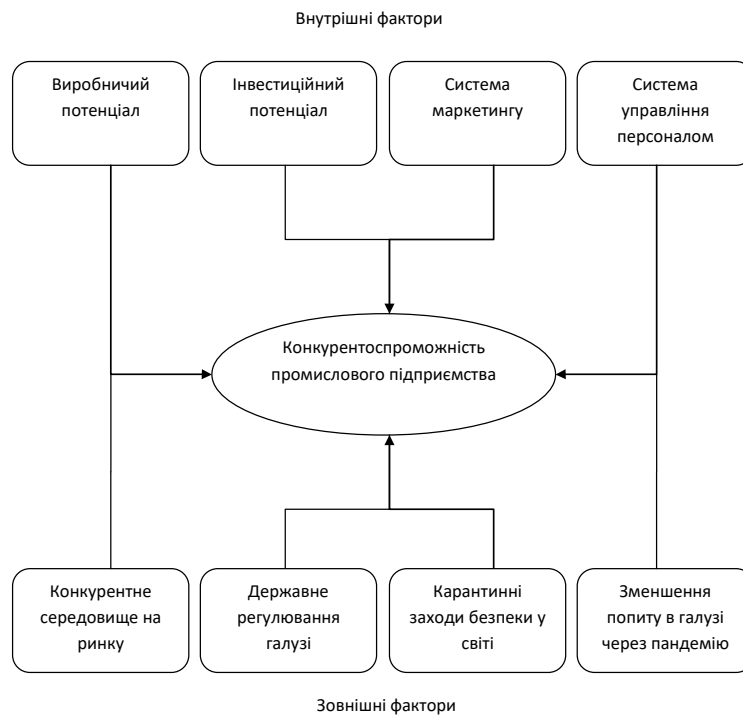 Внутрішні фактори
Виробничий
потенціал
Інвестиційний
потенціал
Система
маркетингу
Система
управління
персоналом
Конкурентоспроможність
промислового підприємства
Конкурентне
середовище на
ринку
Державне
регулювання
галузі
Карантинні
заходи безпеки у
світі
Зменшення
попиту в галузі
через пандемію
Зовнішні фактори